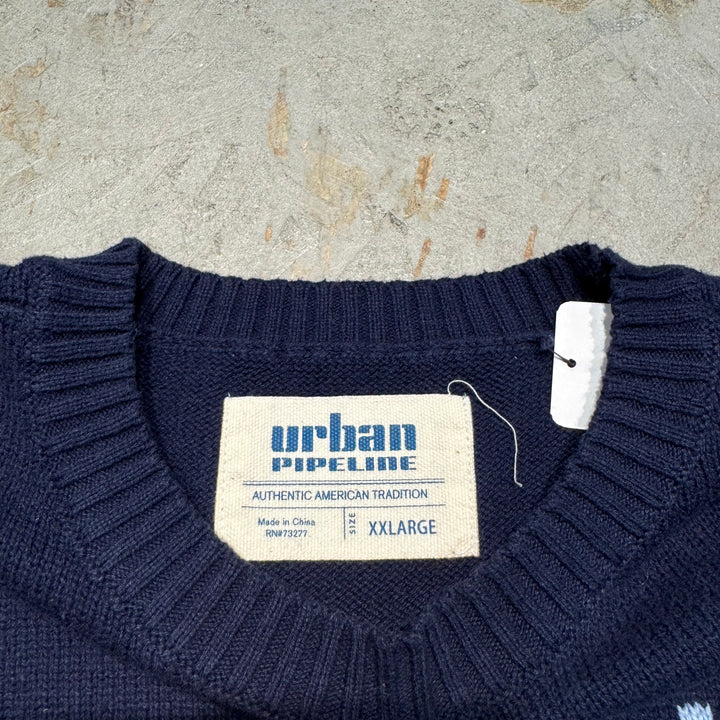 urban
PIPELINE
AUTHENTIC AMERICAN TRADITION
Made in China
RN#73277
SIZE
XXLARGE